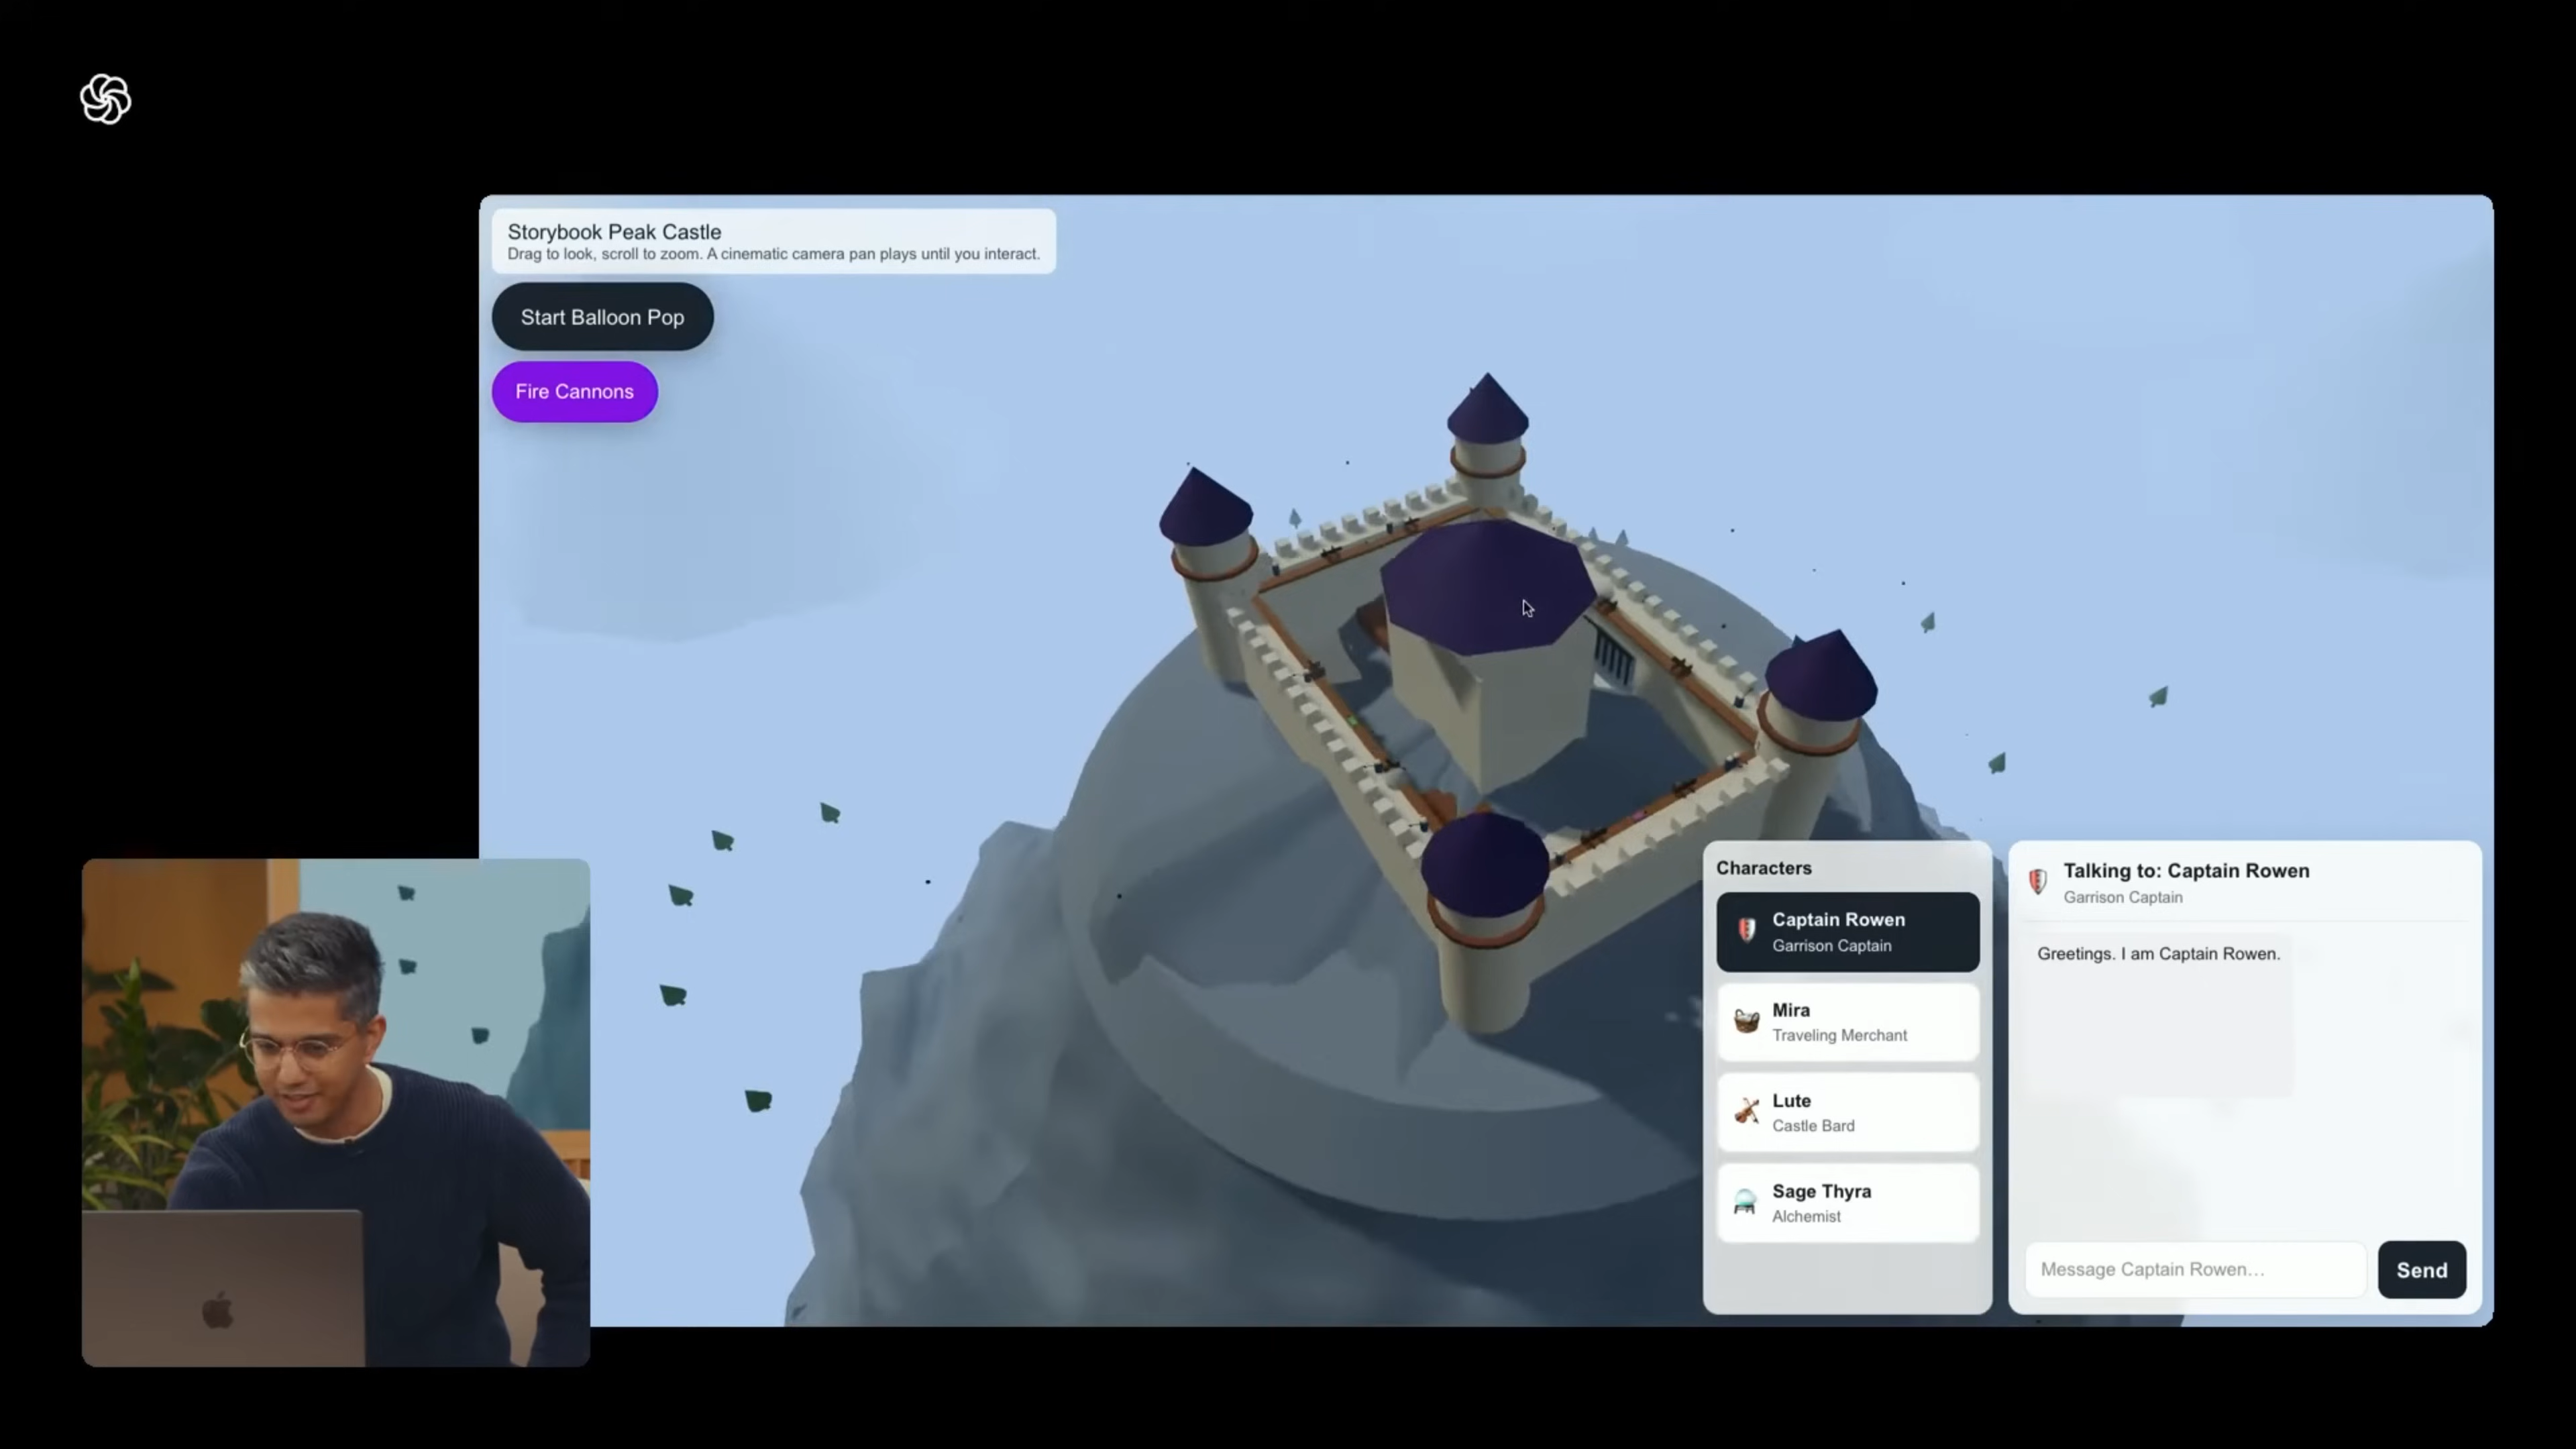 Storybook Peak Castle
Drag to look, scroll to zoom. A cinematic camera pan plays until you interact.
Start Balloon Pop
Fire Cannons
Characters
Captain Rowen
Garrison Captain
Mira
Traveling Merchant
Lute
Castle Bard
Sage Thyra
Alchemist
Talking to: Captain Rowen
Garrison Captain
Greetings. I am Captain Rowen.
Message Captain Rowen...
Send